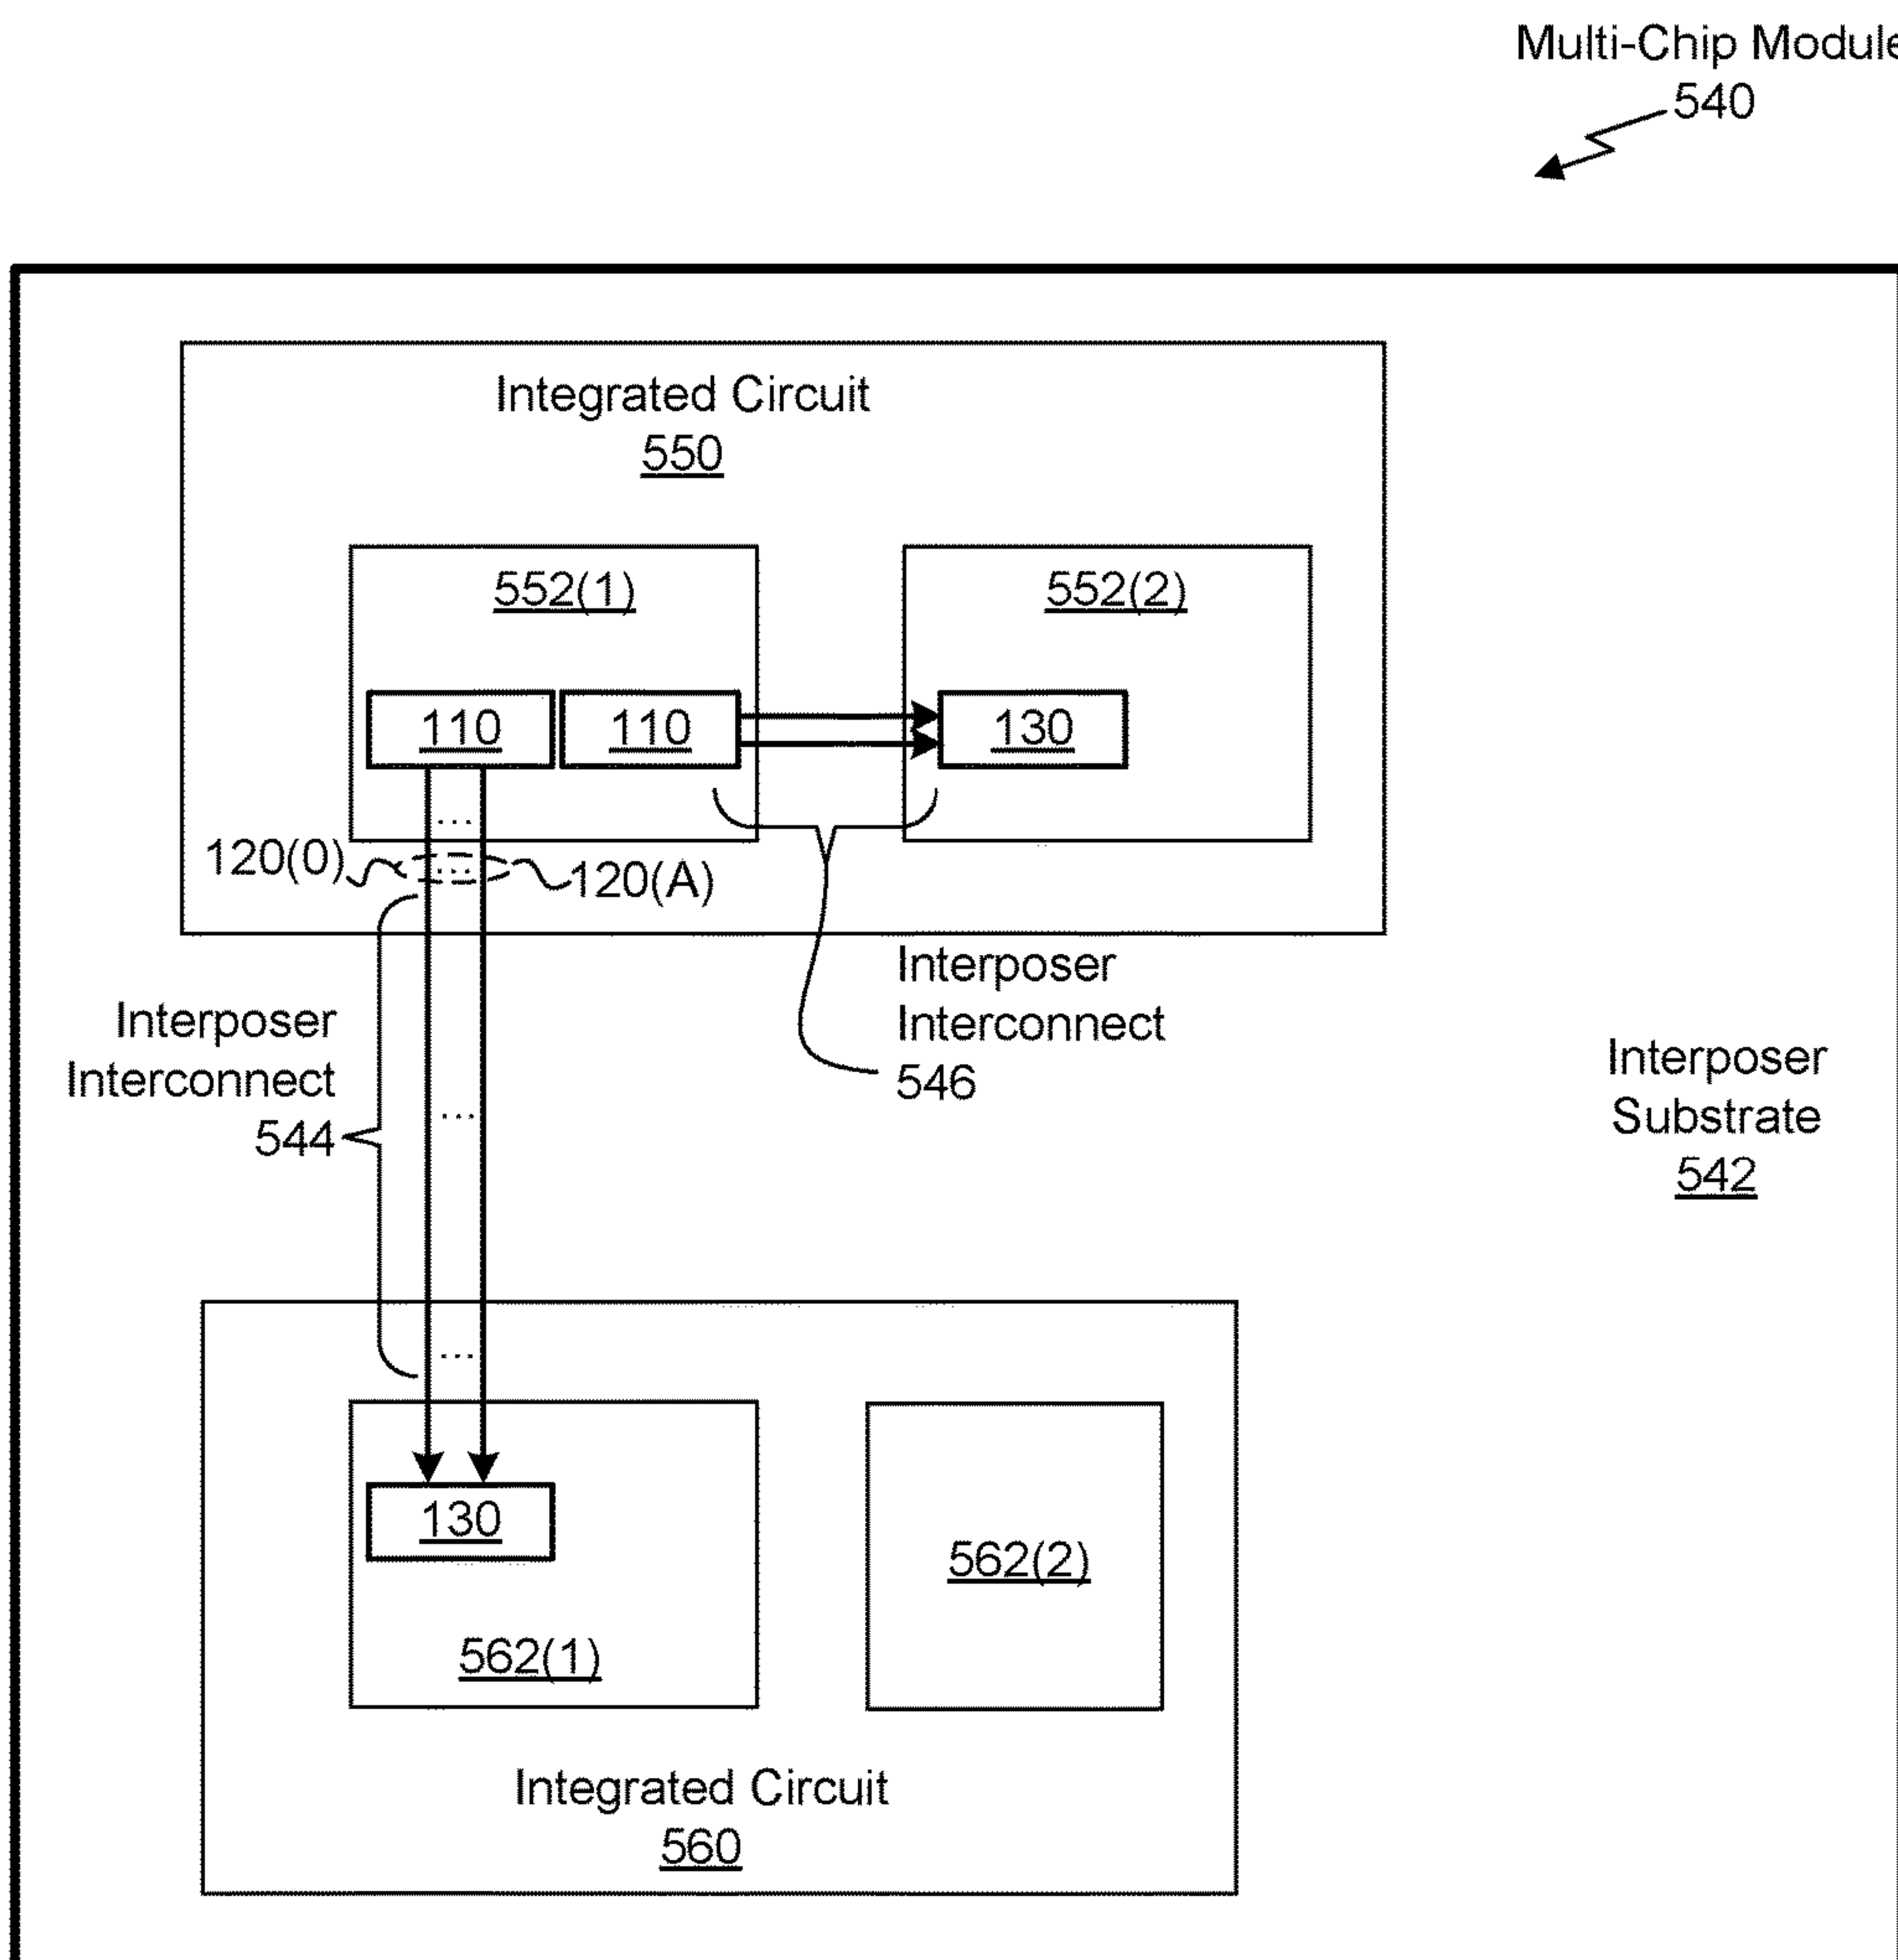 Multi-Chip Module
540
Integrated Circuit
550
552(1)
552(2)
110
110
130
...
120(0)
...
120(A)
Interposer
Interconnect
546
Interposer
Interconnect
544
...
Interposer
Substrate
542
...
130
562(2)
562(1)
Integrated Circuit
560